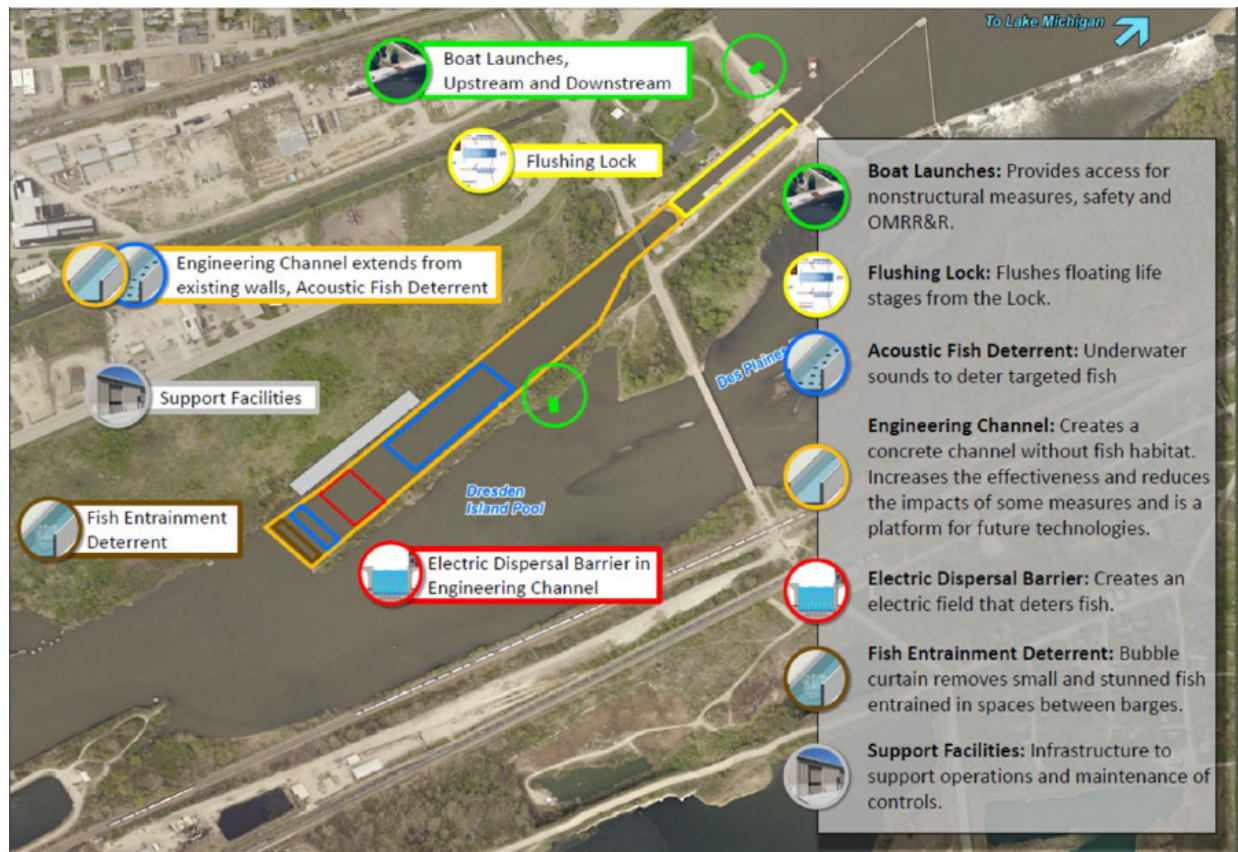 To Lake Michigan
Boat Launches,
Upstream and Downstream
Flushing Lock
Engineering Channel extends from
existing walls, Acoustic Fish Deterrent
Support Facilities
Fish Entrainment
Deterrent
Electric Dispersal Barrier in
Engineering Channel
Dresden
Island Pool
Des Plaines
Boat Launches: Provides access for
nonstructural measures, safety and
OMRR&R.
Flushing Lock: Flushes floating life
stages from the Lock.
Acoustic Fish Deterrent: Underwater
sounds to deter targeted fish
Engineering Channel: Creates a
concrete channel without fish habitat.
Increases the effectiveness and reduces
the impacts of some measures and is a
platform for future technologies.
Electric Dispersal Barrier: Creates an
electric field that deters fish.
Fish Entrainment Deterrent: Bubble
curtain removes small and stunned fish
entrained in spaces between barges.
Support Facilities: Infrastructure to
support operations and maintenance of
controls.